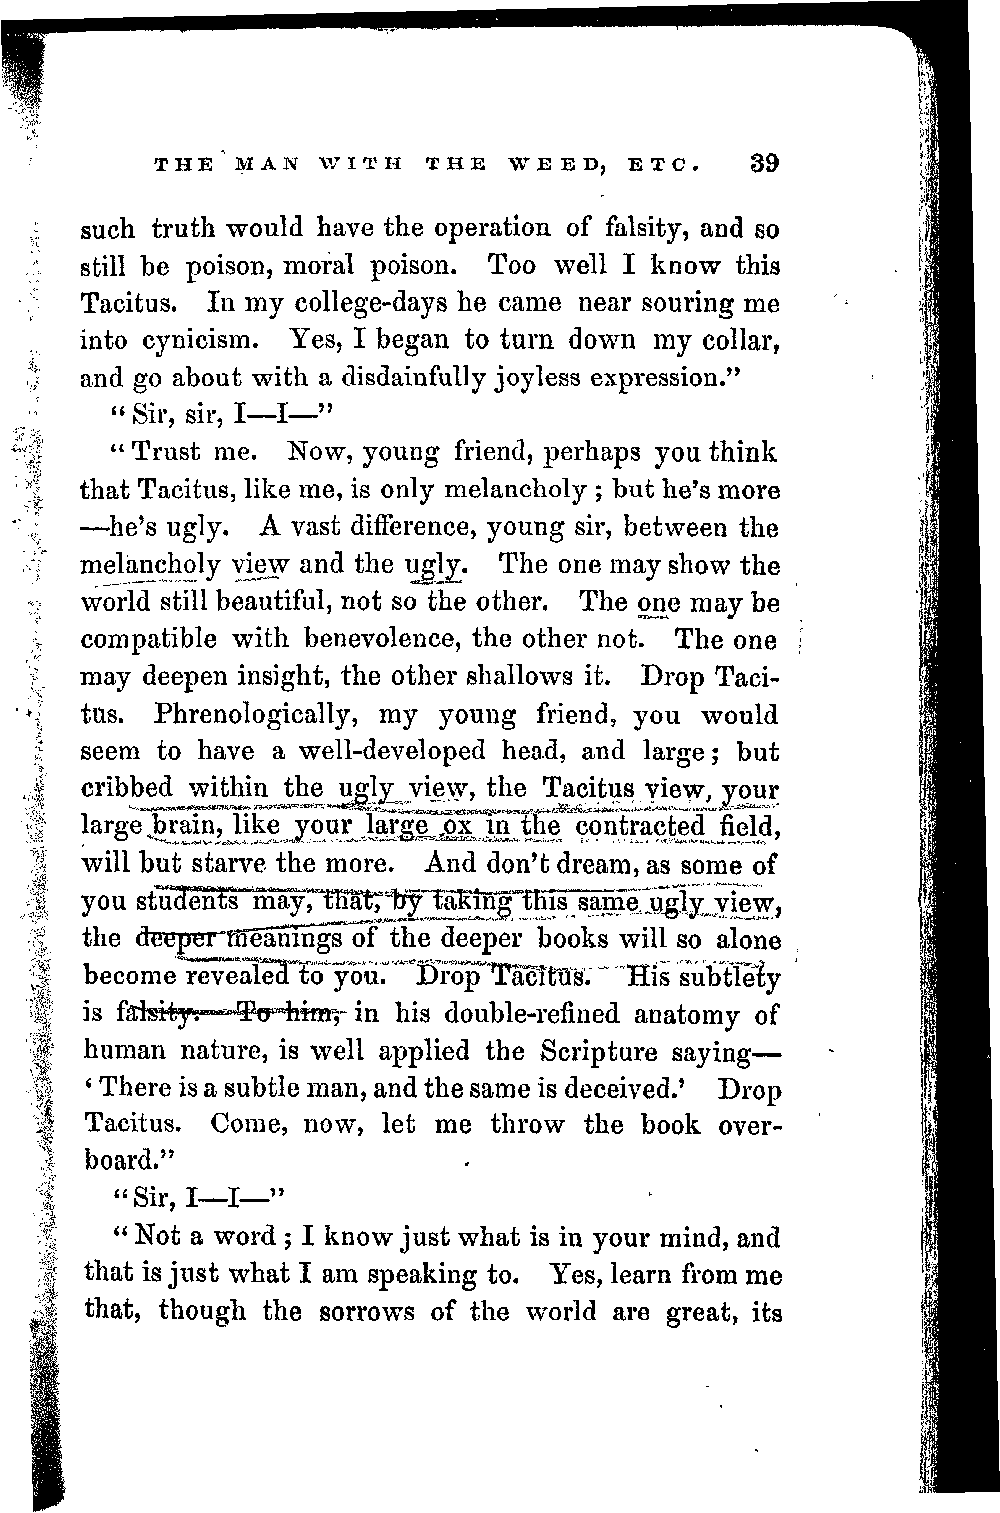 THE MAN WITH THE WEED, ETC. 39
such truth would have the operation of falsity, and so
still be poison, moral poison. Too well I know this
Tacitus. In my college-days he came near souring me
into cynicism. Yes, I began to turn down my collar,
and go about with a disdainfully joyless expression."
"Sir, sir, I—I—"
"Trust me. Now, young friend, perhaps you think
that Tacitus, like me, is only melancholy; but he's more
—he's ugly. A vast difference, young sir, between the
melancholy view and the ugly. The one may show the
world still beautiful, not so the other. The one may be
compatible with benevolence, the other not. The one
may deepen insight, the other shallows it. Drop Taci-
tus. Phrenologically, my young friend, you would
seem to have a well-developed head, and large; but
cribbed within the ugly view, the Tacitus view, your
large brain, like your large ox in the contracted field,
will but starve the more. And don't dream, as some of
you students may, that, by taking this same ugly view,
the deeper meanings of the deeper books will so alone
become revealed to you. Drop Tacitus. His subtlety
is falsity. To him, in his double-refined anatomy of
human nature, is well applied the Scripture saying—
'There is a subtle man, and the same is deceived.' Drop
Tacitus. Come, now, let me throw the book over-
board."
"Sir, I—I—"
"Not a word; I know just what is in your mind, and
that is just what I am speaking to. Yes, learn from me
that, though the sorrows of the world are great, its